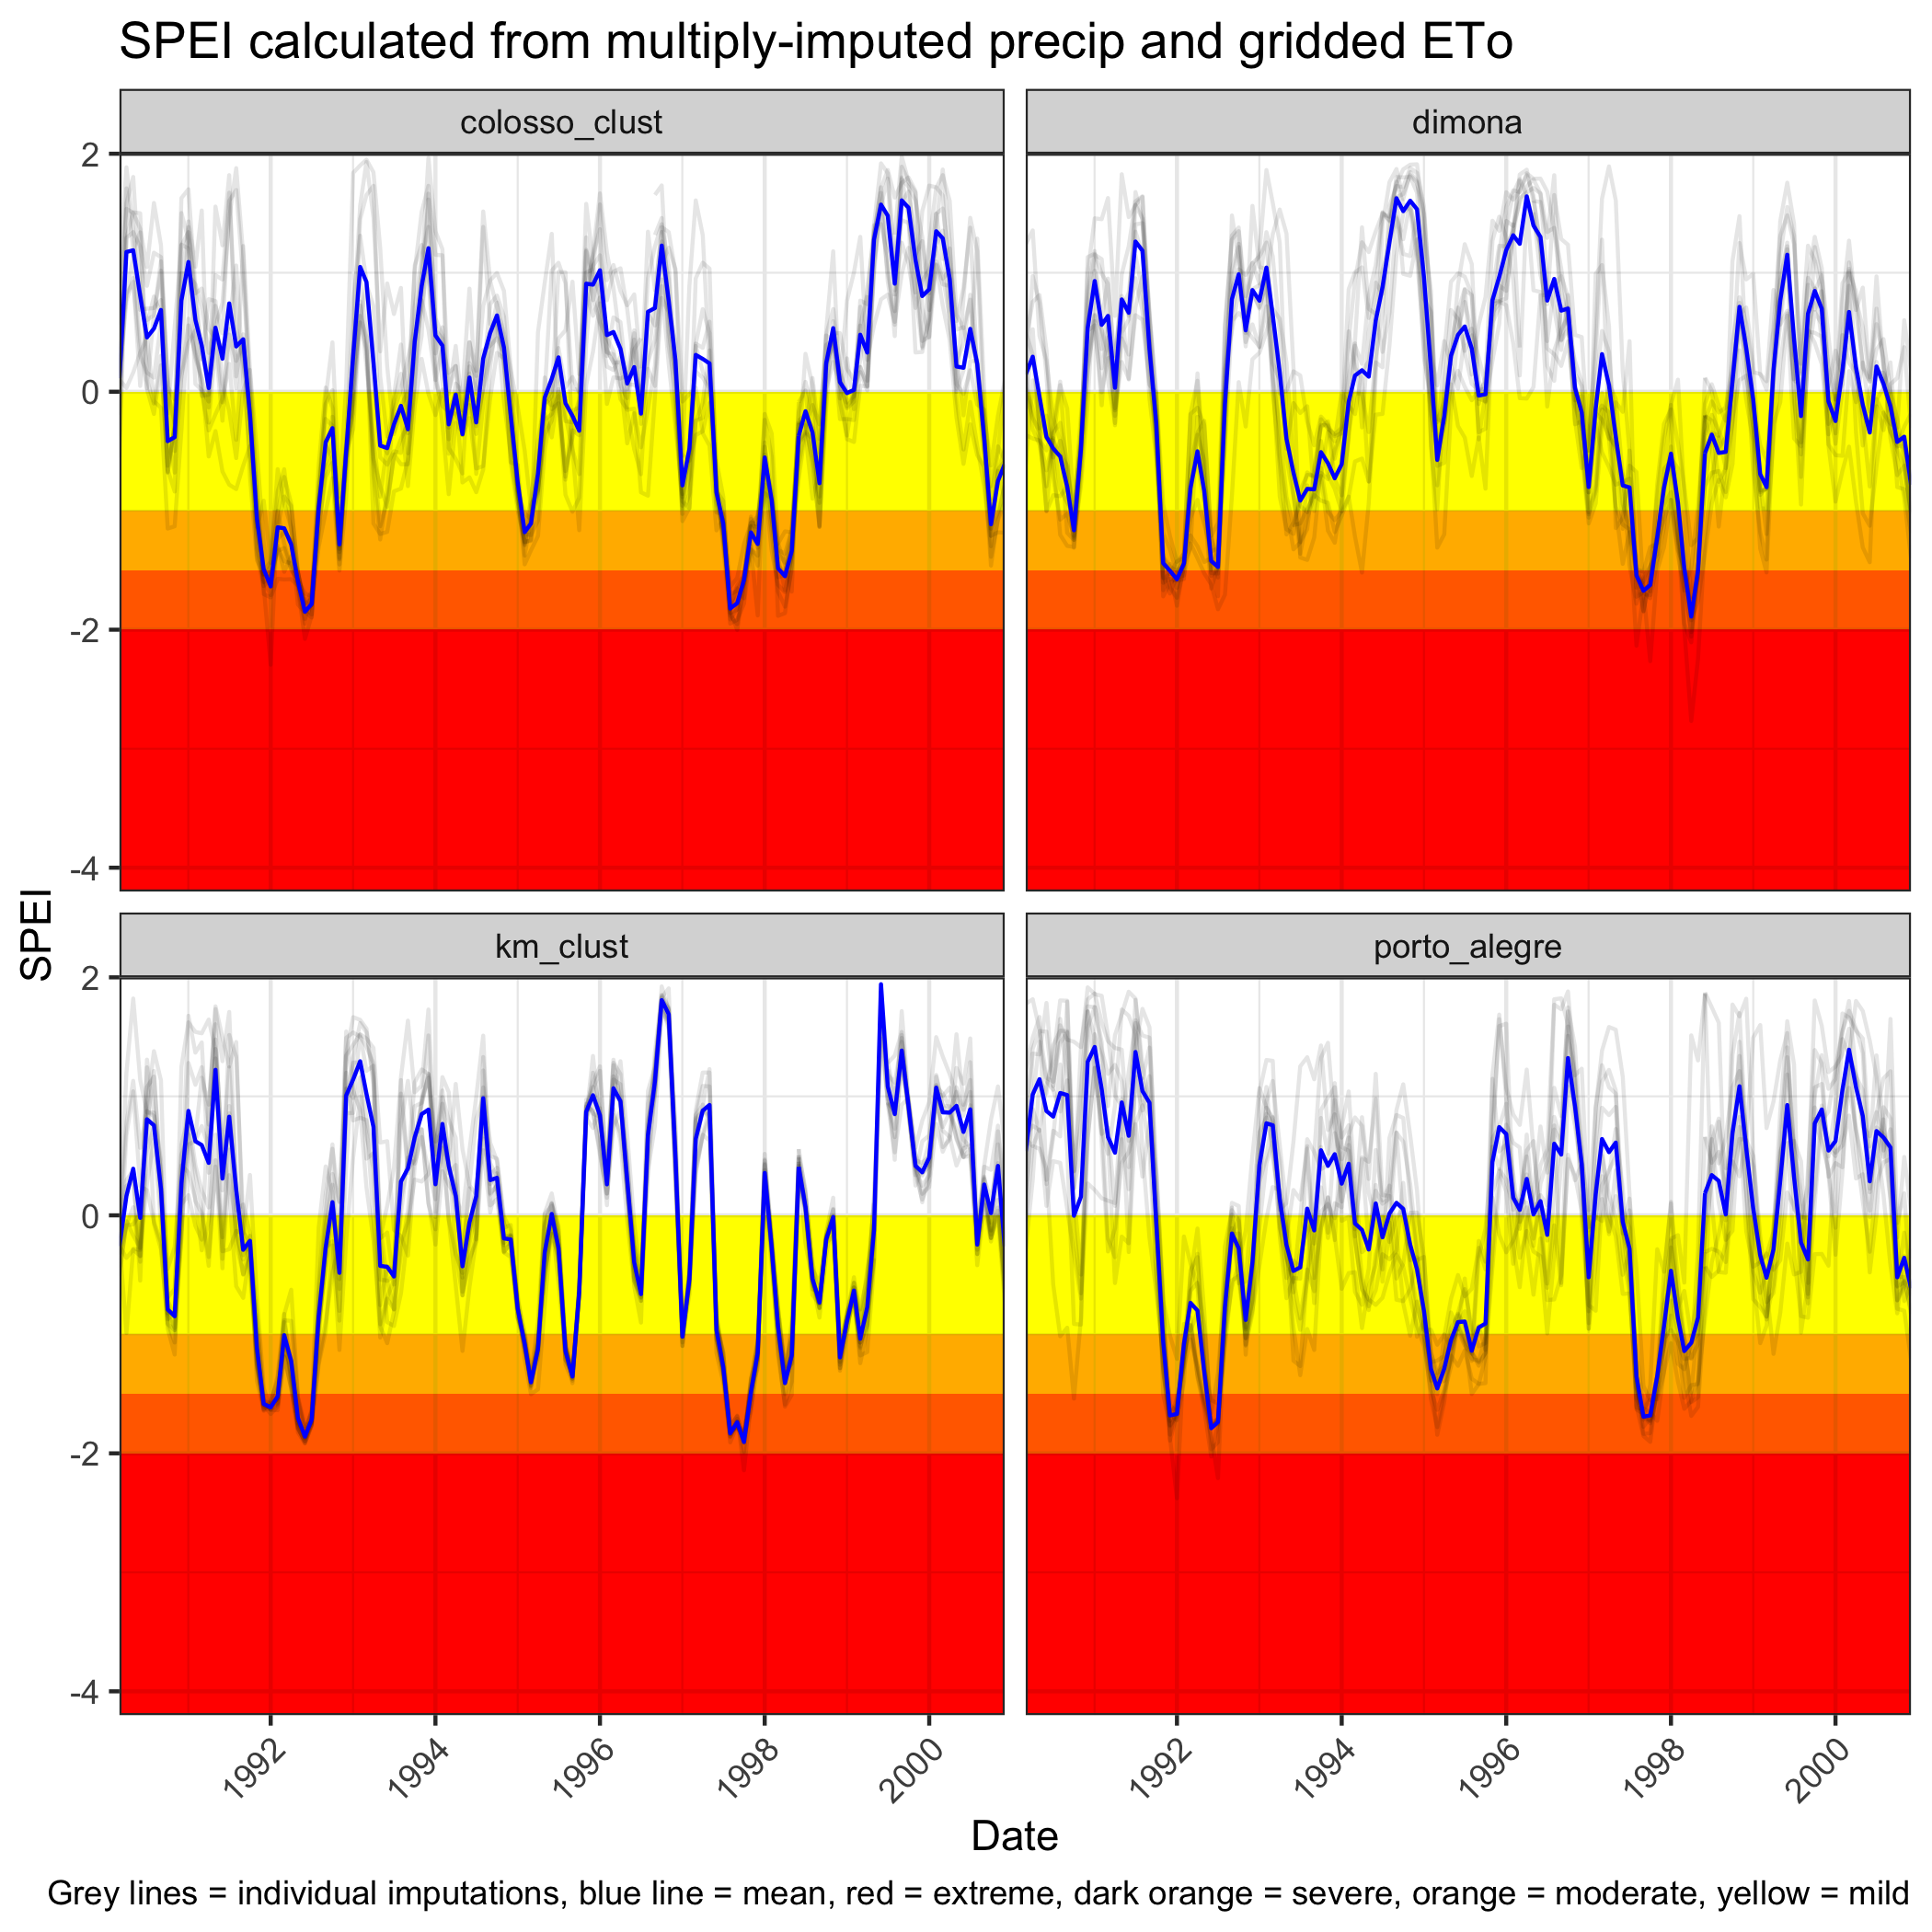 SPEI calculated from multiply-imputed precip and gridded ETo
colosso_clust
dimona
2
0
-2
-4
SPEI
km_clust
porto_alegre
2
0
-2
-4
1992
1994
1996
1998
2000
1992
1994
1996
1998
2000
Date
Grey lines = individual imputations, blue line = mean, red = extreme, dark orange = severe, orange = moderate, yellow = mild